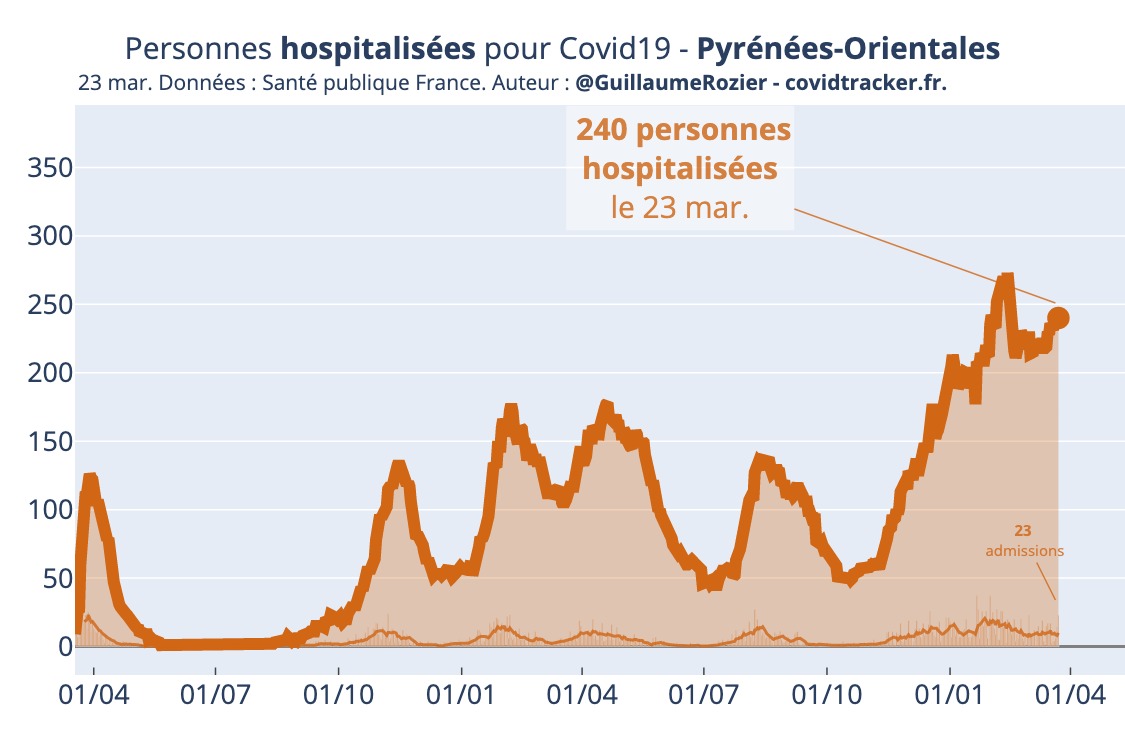 Personnes hospitalisées pour Covid19 - Pyrénées-Orientales
23 mar. Données : Santé publique France. Auteur : @GuillaumeRozier - covidtracker.fr.
240 personnes
hospitalisées
le 23 mar.
350
300
250
200
150
100
50
0
23
admissions
01/04 01/07 01/10 01/01 01/04 01/07 01/10 01/01 01/04